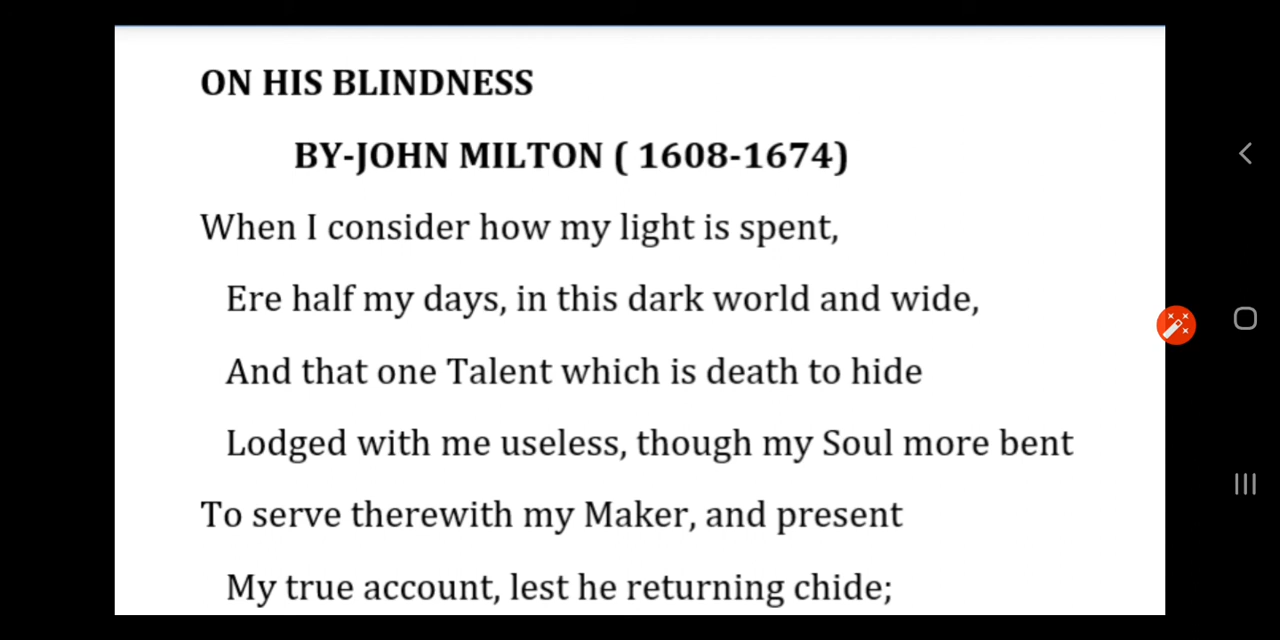 ON HIS BLINDNESS
BY-JOHN MILTON ( 1608-1674)
When I consider how my light is spent,
Ere half my days, in this dark world and wide,
And that one Talent which is death to hide
Lodged with me useless, though my Soul more bent
To serve therewith my Maker, and present
My true account, lest he returning chide;